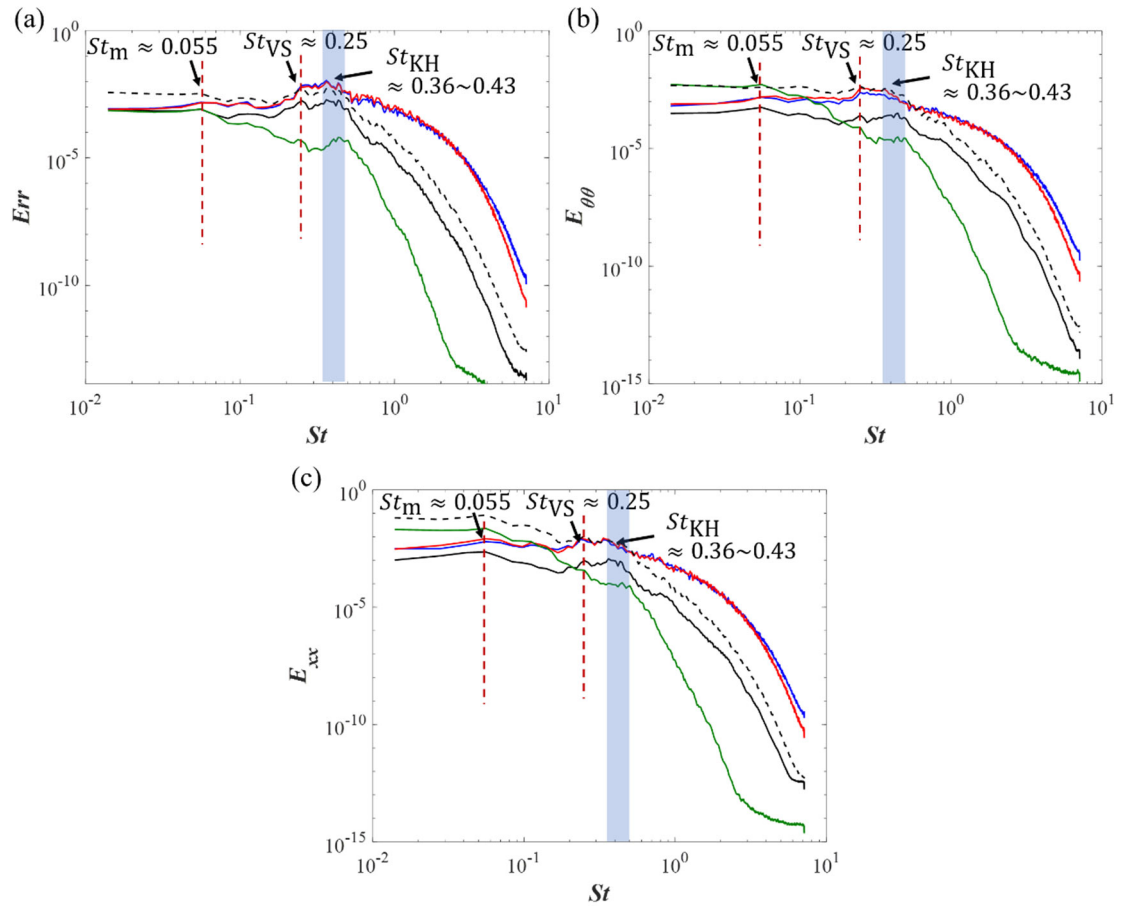 (a)
10^0
St_m ≈ 0.055
St_VS ≈ 0.25
St_KH
≈ 0.36~0.43
10^-5
Err
10^-10
10^-2
10^-1
10^0
10^1
St
(b)
10^0
St_m ≈ 0.055
St_VS ≈ 0.25
St_KH
≈ 0.36~0.43
10^-5
E_θθ
10^-10
10^-15
10^-2
10^-1
10^0
10^1
St
(c)
10^0
St_m ≈ 0.055
St_VS ≈ 0.25
St_KH
≈ 0.36~0.43
10^-5
E_xx
10^-10
10^-15
10^-2
10^-1
10^0
10^1
St